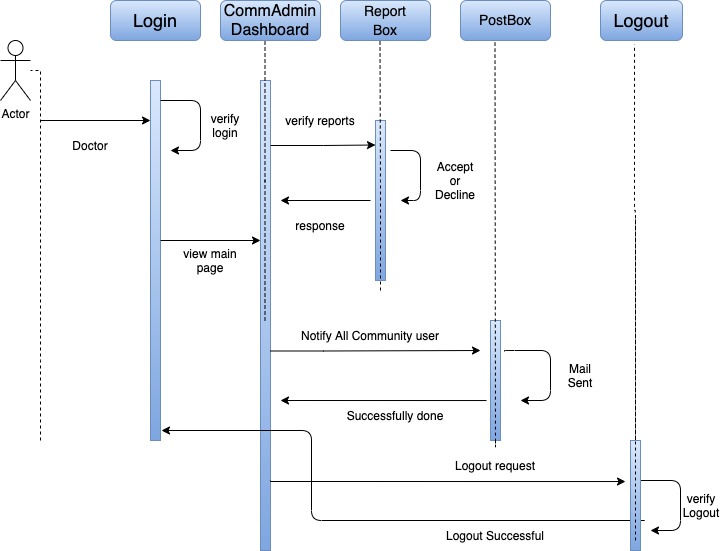 Login
CommAdmin
Dashboard
Report
Box
PostBox
Logout
Actor
Doctor
verify
login
verify reports
Accept
or
Decline
response
view main
page
Notify All Community user
Mail
Sent
Successfully done
Logout request
verify
Logout
Logout Successful